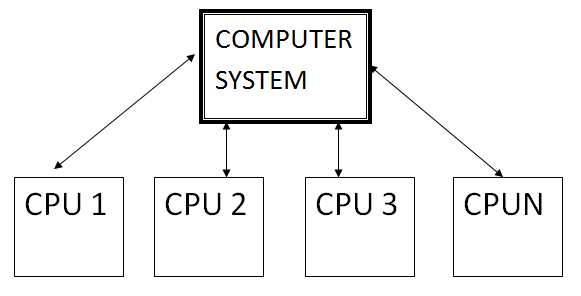 COMPUTER
SYSTEM
CPU 1
CPU 2
CPU 3
CPUN